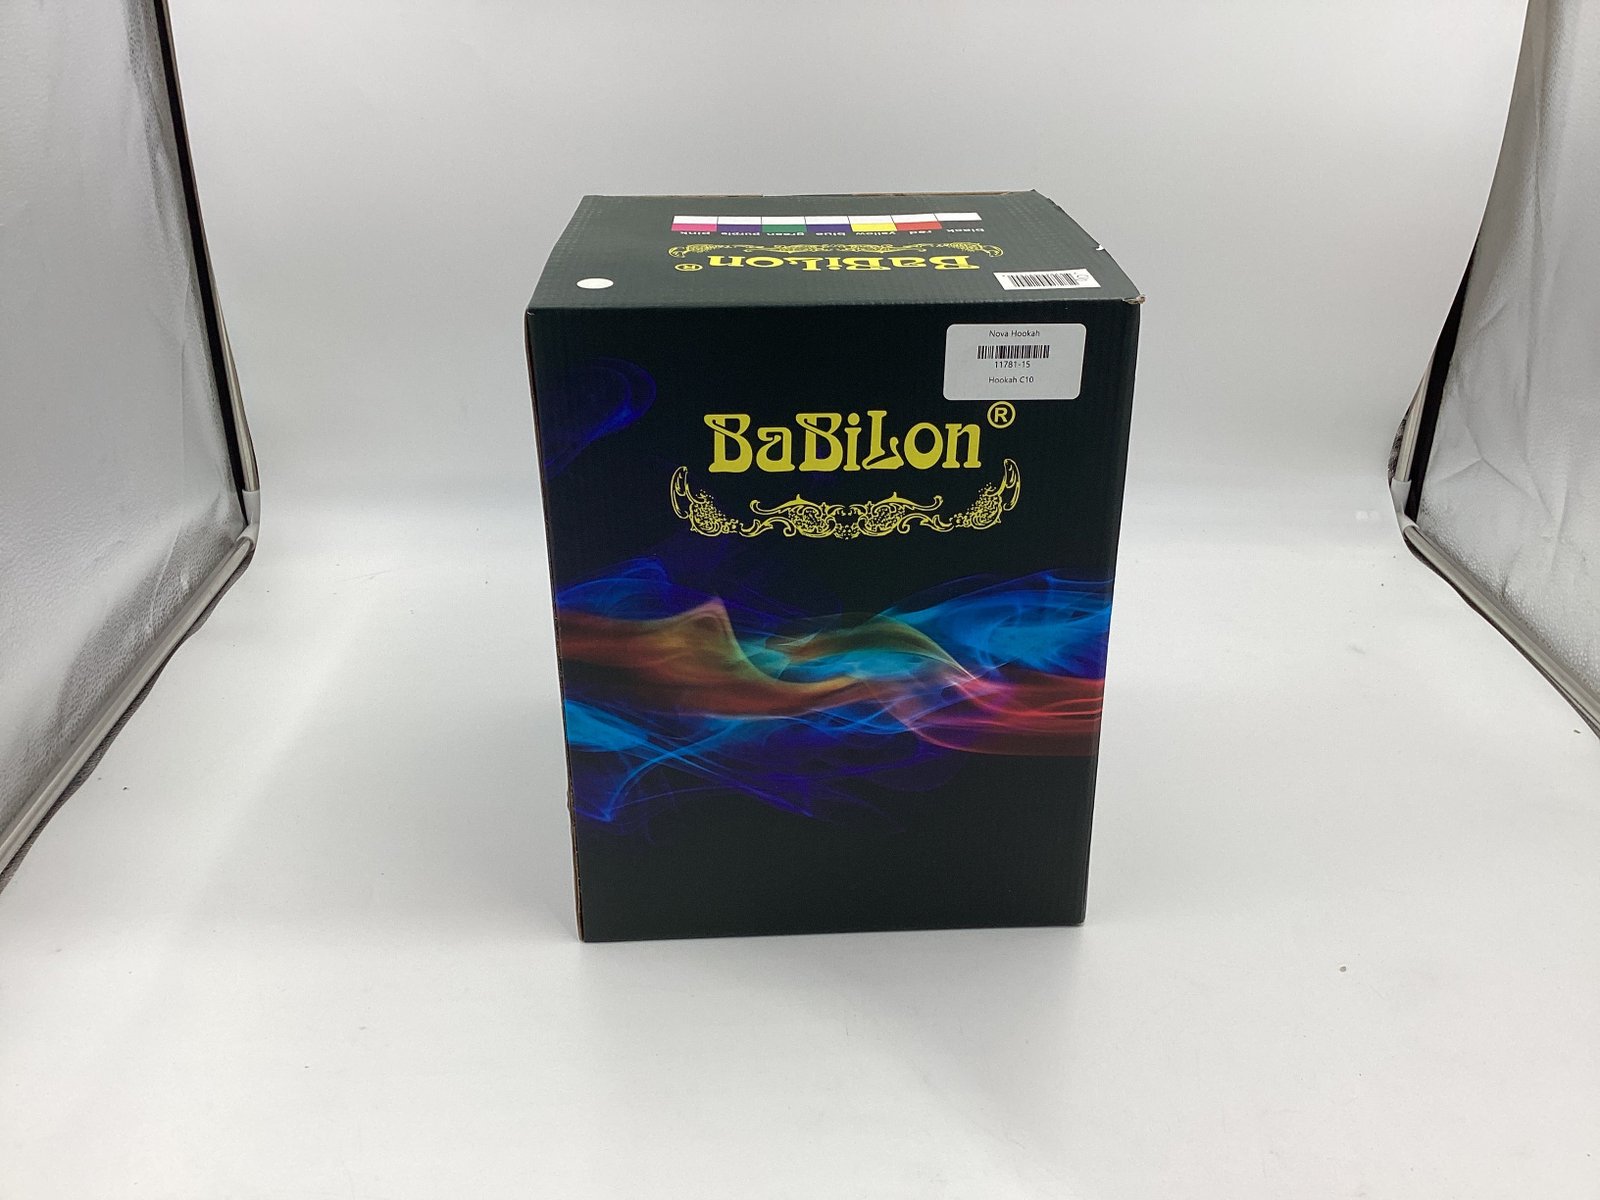 black red yellow blue green purple pink
BaBiLon®
Nova Hookah
11781-15
Hookah C10
BaBiLon®